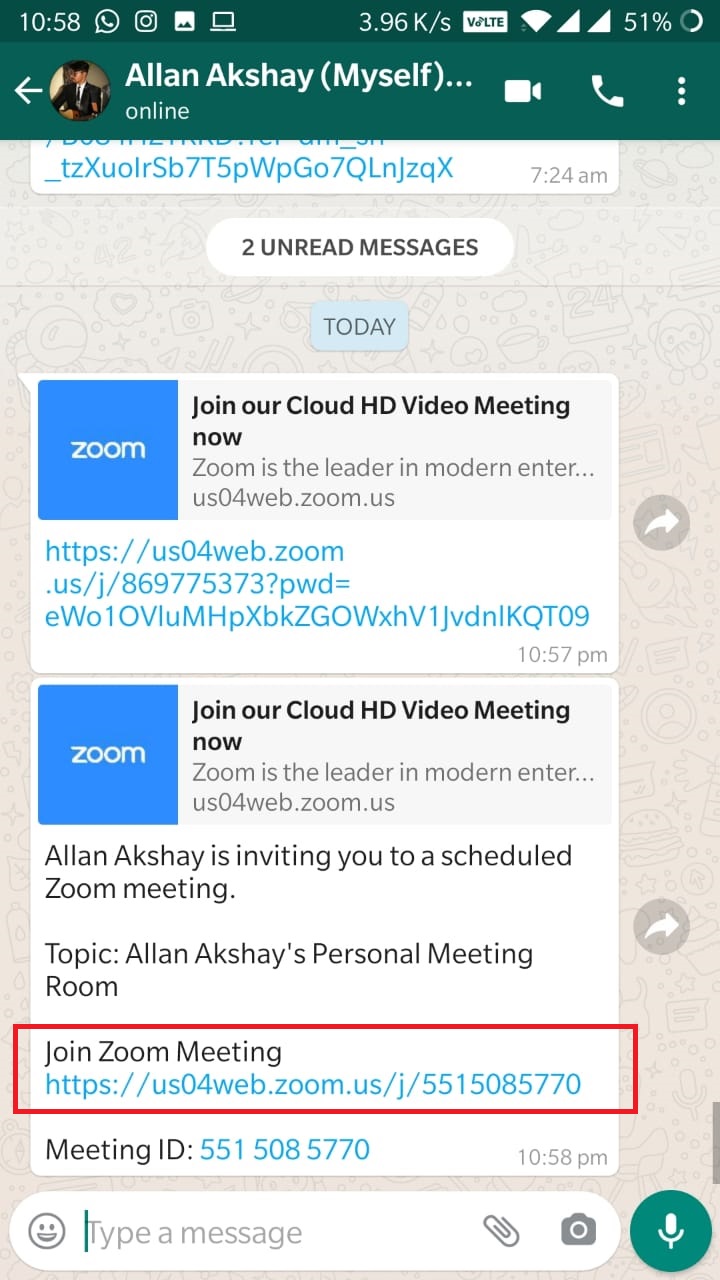 10:58
3.96 K/s VoLTE 51%
Allan Akshay (Myself)...
online
_tzXuoIrSb7T5pWpGo7QLnJzqX
7:24 am
2 UNREAD MESSAGES
TODAY
zoom
Join our Cloud HD Video Meeting
now
Zoom is the leader in modern enter...
us04web.zoom.us
https://us04web.zoom
.us/j/869775373?pwd=
eWo1OVluMHpXbkZGOWxhV1JvdnlKQT09
10:57 pm
zoom
Join our Cloud HD Video Meeting
now
Zoom is the leader in modern enter...
us04web.zoom.us
Allan Akshay is inviting you to a scheduled
Zoom meeting.
Topic: Allan Akshay's Personal Meeting
Room
Join Zoom Meeting
https://us04web.zoom.us/j/5515085770
Meeting ID: 551 508 5770
10:58 pm
Type a message